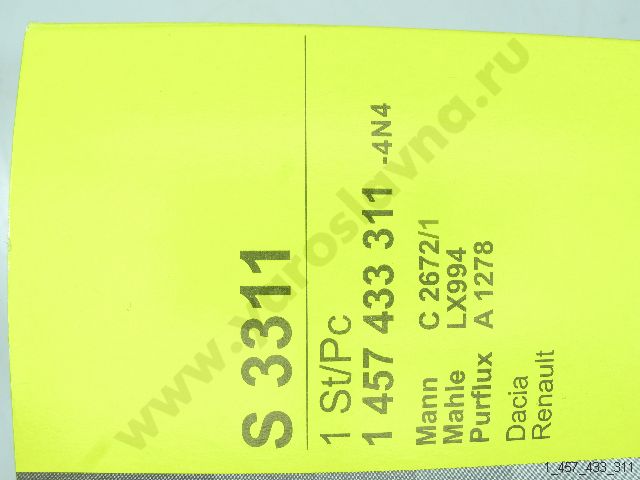 S 3311
1 St/Pc
1 457 433 311 -4N4
Mann C 2672/1
Mahle LX994
Purflux A 1278
Dacia
Renault
www.yaroslavna.ru
1_457_433_311